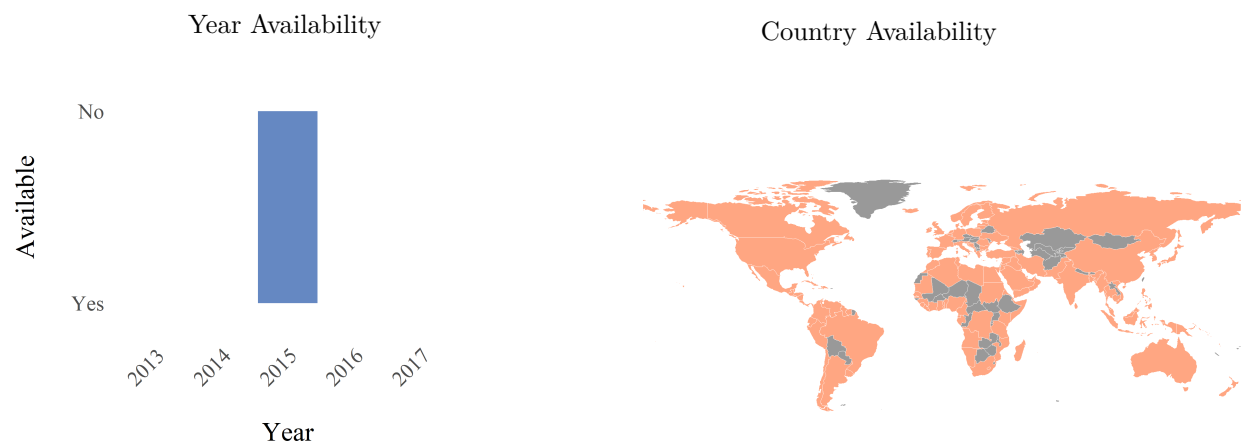 Year Availability
Available
No
Yes
2013
2014
2015
2016
2017
Year
Country Availability